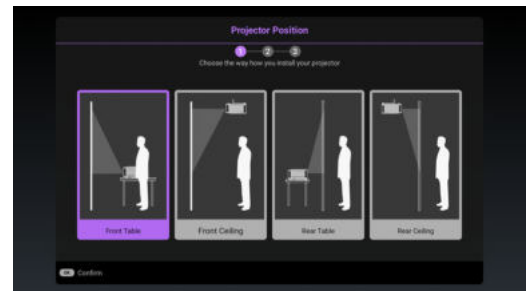 Projector Position
1 2 3
Choose the way how you install your projector
Front Table
Front Ceiling
Rear Table
Rear Ceiling
OK Confirm